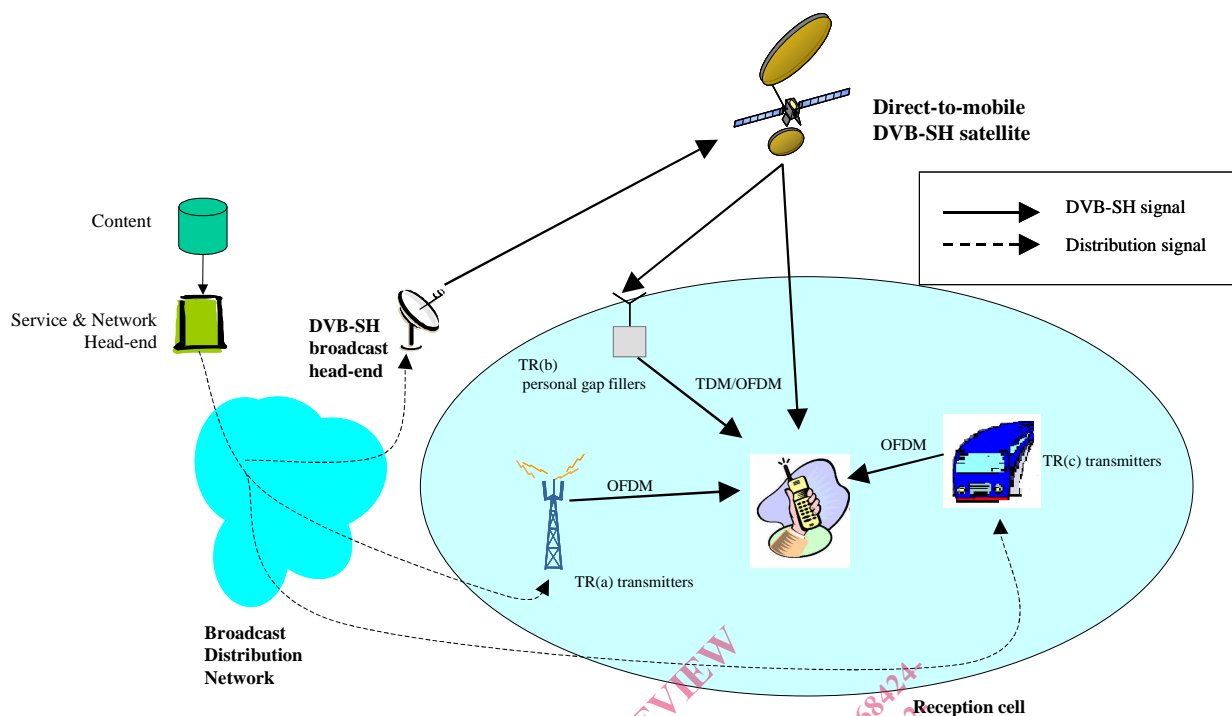 Direct-to-mobile
DVB-SH satellite
DVB-SH signal
Distribution signal
Content
Service & Network
Head-end
DVB-SH
broadcast
head-end
TR(b)
personal gap fillers
TDM/OFDM
OFDM
TR(c) transmitters
OFDM
TR(a) transmitters
Broadcast
Distribution
Network
EVIEW
68424-
Reception cell